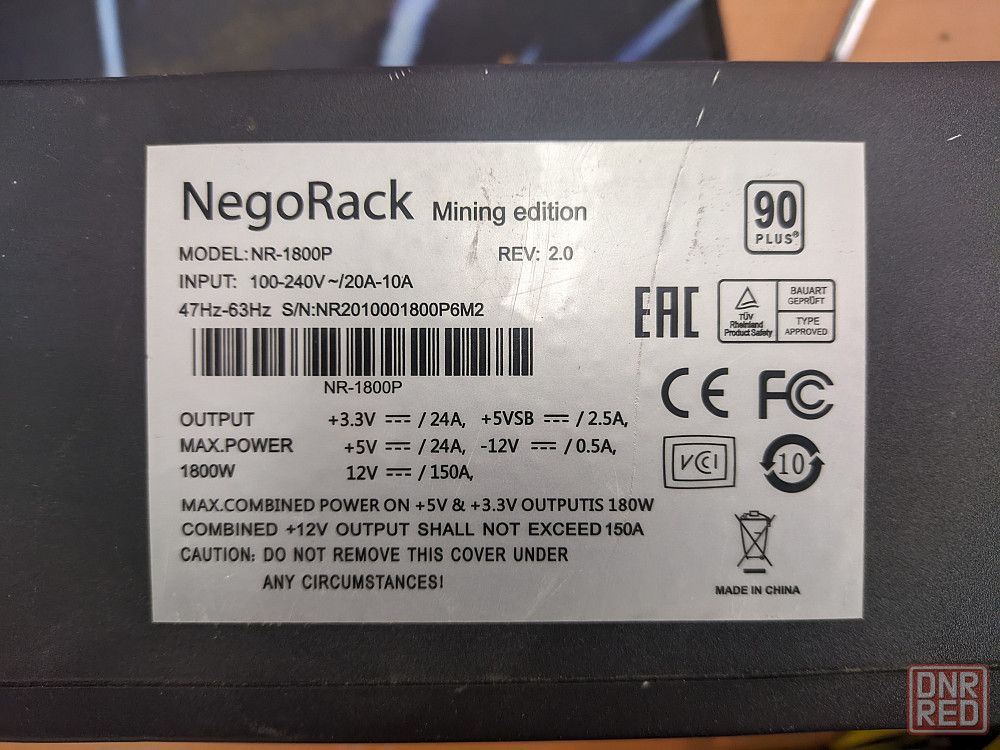 NegoRack Mining edition
90
PLUS®
MODEL: NR-1800P REV: 2.0
INPUT: 100-240V ~/20A-10A
47Hz-63Hz S/N:NR2010001800P6M2
EAC
TÜV
Rheinland
Product Safety
BAUART
GEPRÜFT
TYPE
APPROVED
NR-1800P
CE FC
OUTPUT +3.3V ⎓ / 24A, +5VSB ⎓ / 2.5A,
MAX.POWER +5V ⎓ / 24A, -12V ⎓ / 0.5A,
1800W 12V ⎓ / 150A,
VCCI
10
MAX.COMBINED POWER ON +5V & +3.3V OUTPUTIS 180W
COMBINED +12V OUTPUT SHALL NOT EXCEED 150A
CAUTION: DO NOT REMOVE THIS COVER UNDER
ANY CIRCUMSTANCES!
MADE IN CHINA
DNR
RED